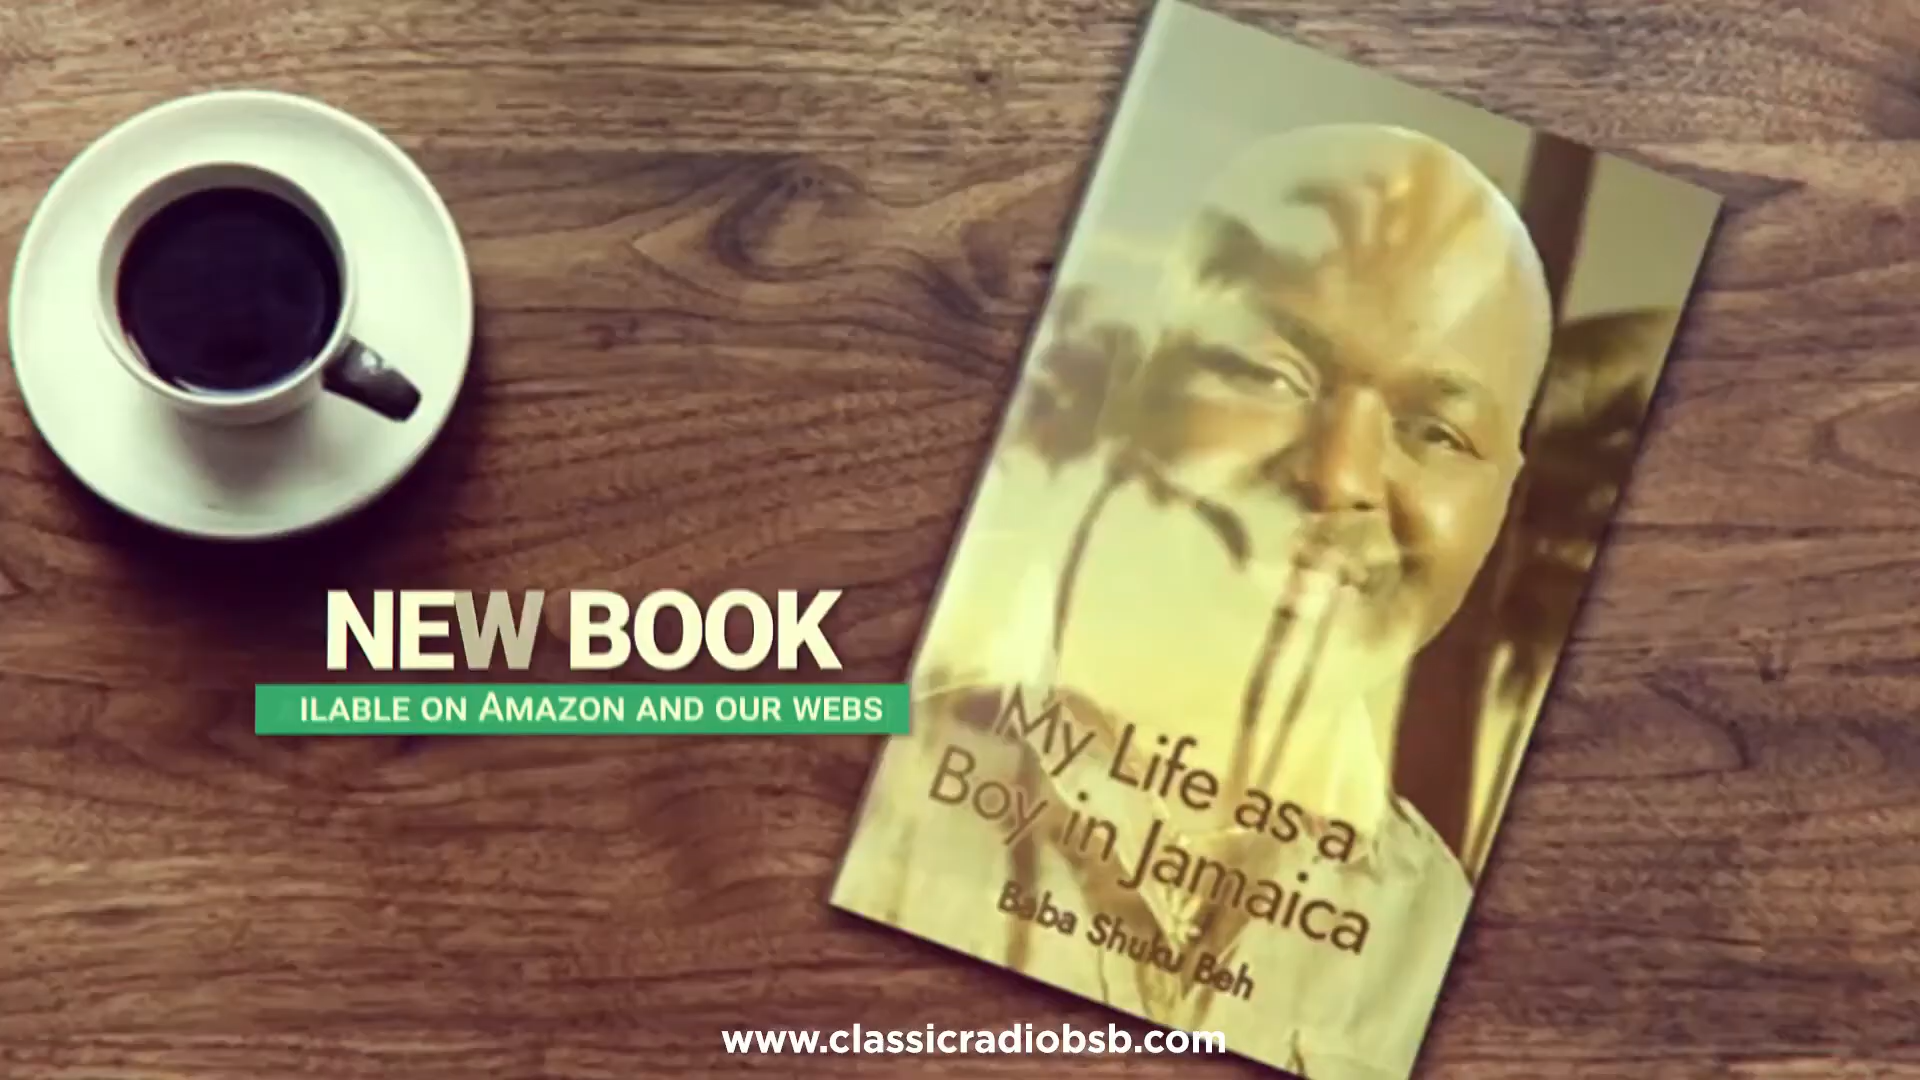 NEW BOOK
ILABLE ON AMAZON AND OUR WEBS
My Life as a
Boy in Jamaica
Baba Shuku Beh
www.classicradiobsb.com